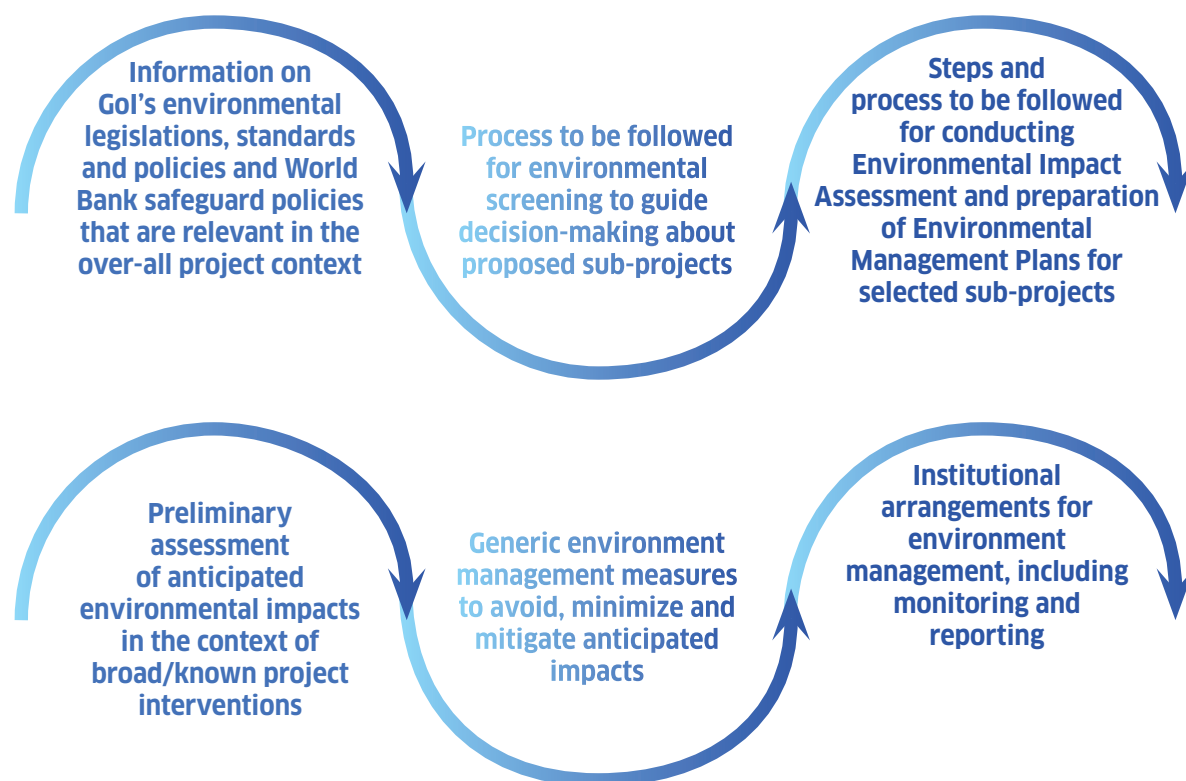 Information on
GoI's environmental
legislations, standards
and policies and World
Bank safeguard policies
that are relevant in the
over-all project context
Process to be followed
for environmental
screening to guide
decision-making about
proposed sub-projects
Steps and
process to be followed
for conducting
Environmental Impact
Assessment and preparation
of Environmental
Management Plans for
selected sub-projects
Preliminary
assessment
of anticipated
environmental impacts
in the context of
broad/known project
interventions
Generic environment
management measures
to avoid, minimize and
mitigate anticipated
impacts
Institutional
arrangements for
environment
management, including
monitoring and
reporting